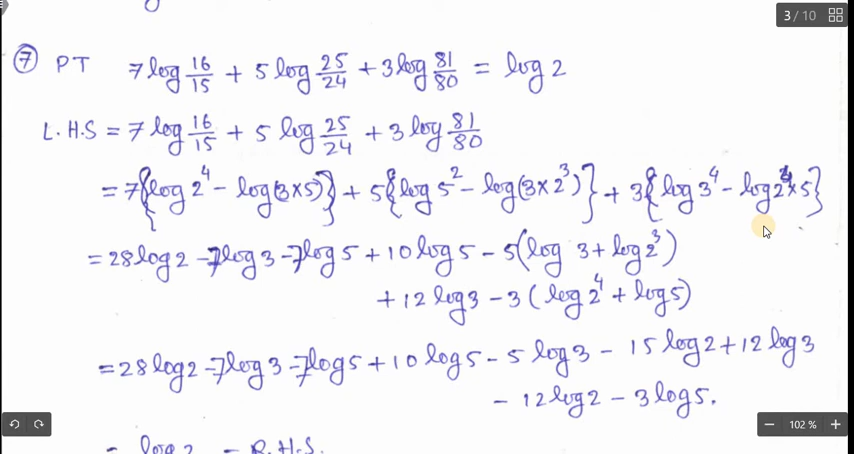 3 / 10
⑦ PT 7 log 16/15 + 5 log 25/24 + 3 log 81/80 = log 2
L.H.S = 7 log 16/15 + 5 log 25/24 + 3 log 81/80
= 7{log 2⁴ - log(3×5)} + 5{log 5² - log(3×2³)} + 3{log 3⁴ - log 2⁴×5}
= 28 log 2 - 7 log 3 - 7 log 5 + 10 log 5 - 5(log 3 + log 2³)
+ 12 log 3 - 3 (log 2⁴ + log 5)
= 28 log 2 - 7 log 3 - 7 log 5 + 10 log 5 - 5 log 3 - 15 log 2 + 12 log 3
- 12 log 2 - 3 log 5.
= log 2 = R.H.S.
102 %